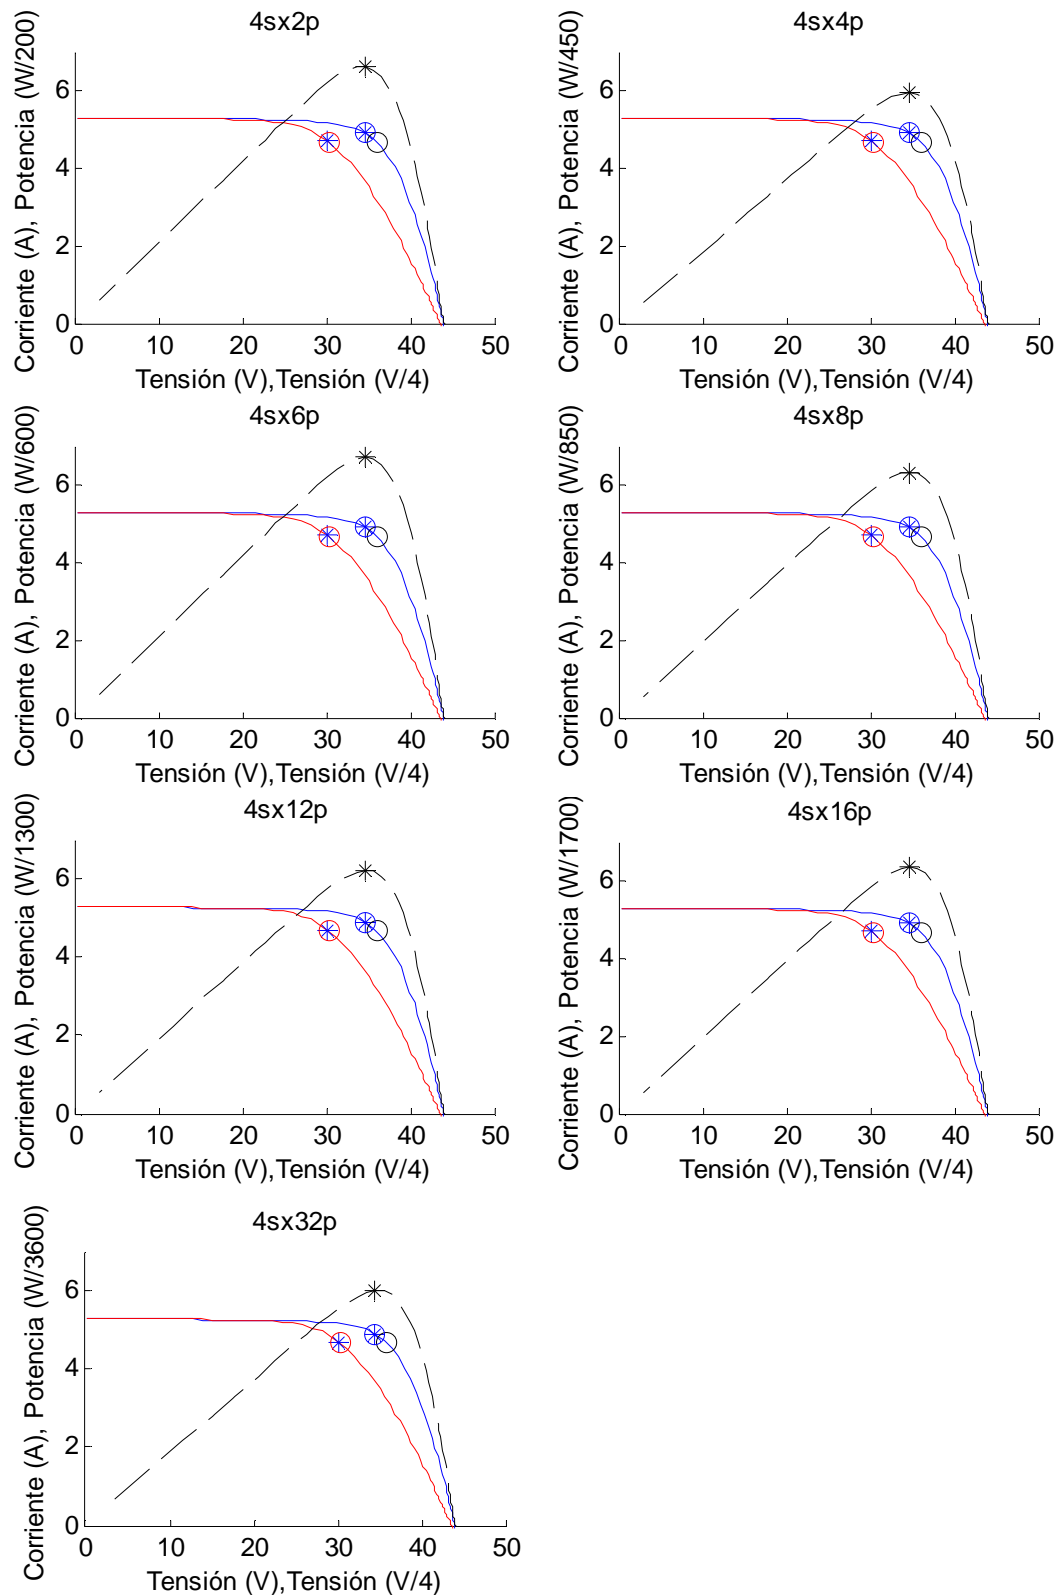 4sx2p
Corriente (A), Potencia (W/200)
6
4
2
0
0 10 20 30 40 50
Tensión (V),Tensión (V/4)
4sx4p
Corriente (A), Potencia (W/450)
6
4
2
0
0 10 20 30 40 50
Tensión (V),Tensión (V/4)
4sx6p
Corriente (A), Potencia (W/600)
6
4
2
0
0 10 20 30 40 50
Tensión (V),Tensión (V/4)
4sx8p
Corriente (A), Potencia (W/850)
6
4
2
0
0 10 20 30 40 50
Tensión (V),Tensión (V/4)
4sx12p
Corriente (A), Potencia (W/1300)
6
4
2
0
0 10 20 30 40 50
Tensión (V),Tensión (V/4)
4sx16p
Corriente (A), Potencia (W/1700)
6
4
2
0
0 10 20 30 40 50
Tensión (V),Tensión (V/4)
4sx32p
Corriente (A), Potencia (W/3600)
6
4
2
0
0 10 20 30 40 50
Tensión (V),Tensión (V/4)